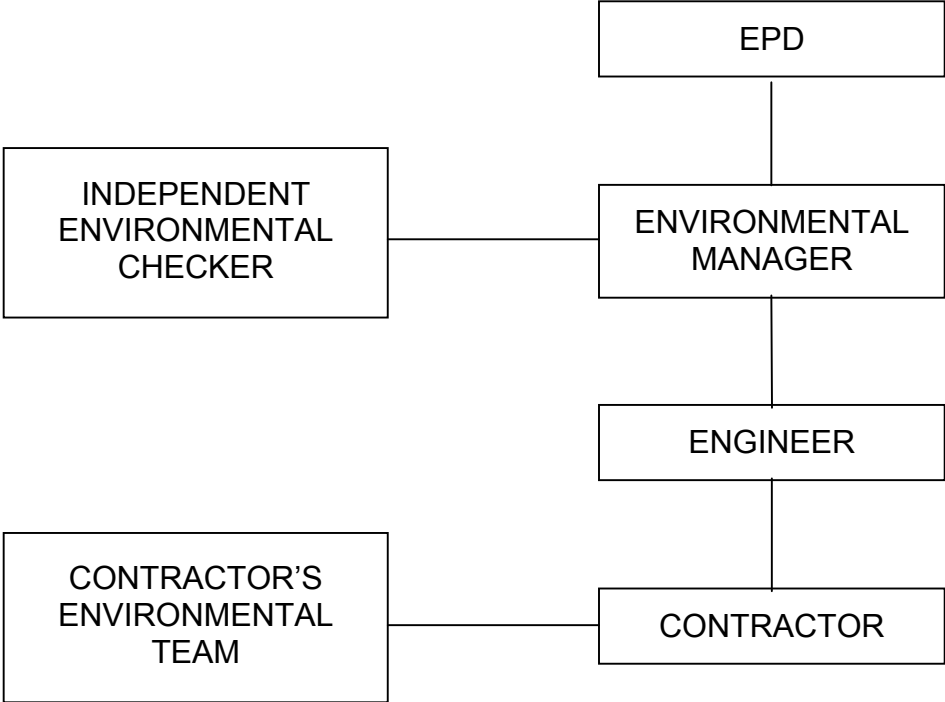 EPD
INDEPENDENT
ENVIRONMENTAL
CHECKER
ENVIRONMENTAL
MANAGER
ENGINEER
CONTRACTOR’S
ENVIRONMENTAL
TEAM
CONTRACTOR